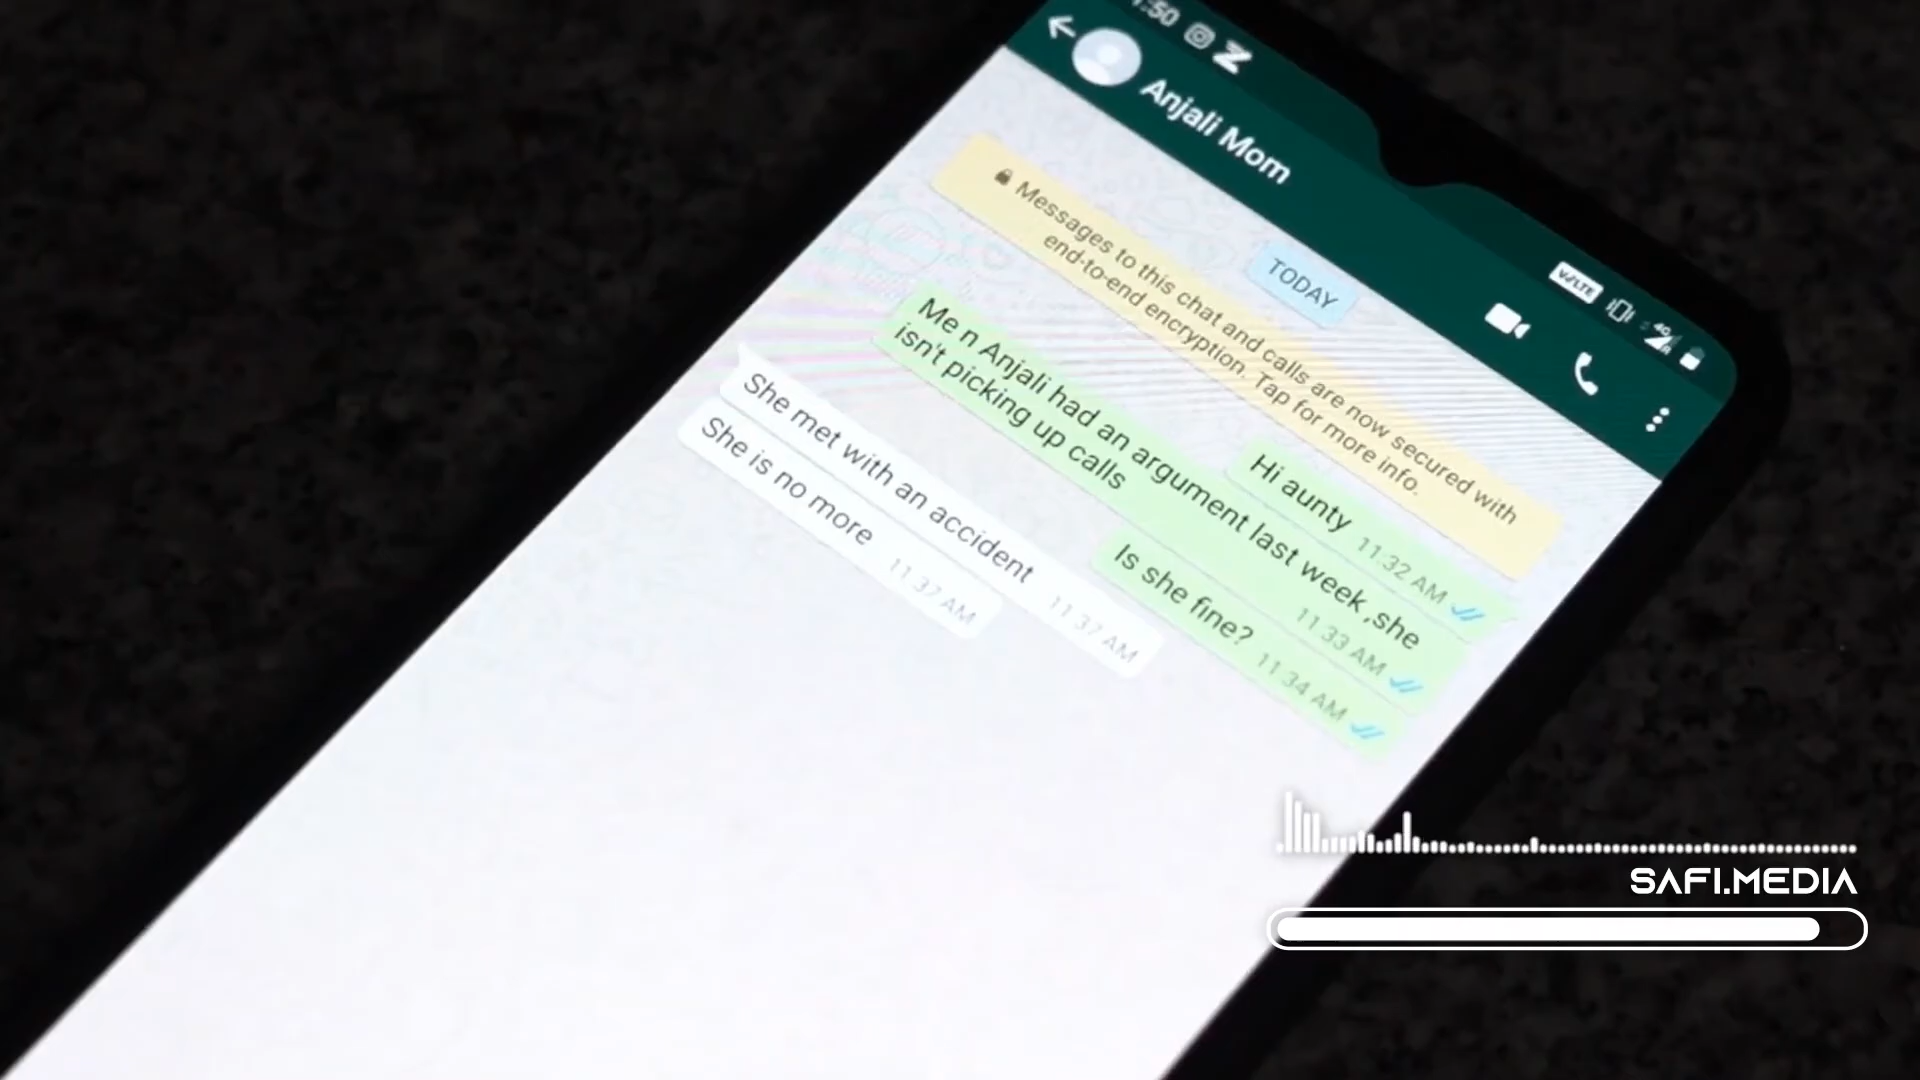 :50
Anjali Mom
VoLTE
4G
Messages to this chat and calls are now secured with
end-to-end encryption. Tap for more info.
TODAY
Hi aunty 11:32 AM
Me n Anjali had an argument last week ,she
isn't picking up calls 11:33 AM
Is she fine? 11:34 AM
She met with an accident 11:37 AM
She is no more 11:37 AM
SAFI.MEDIA